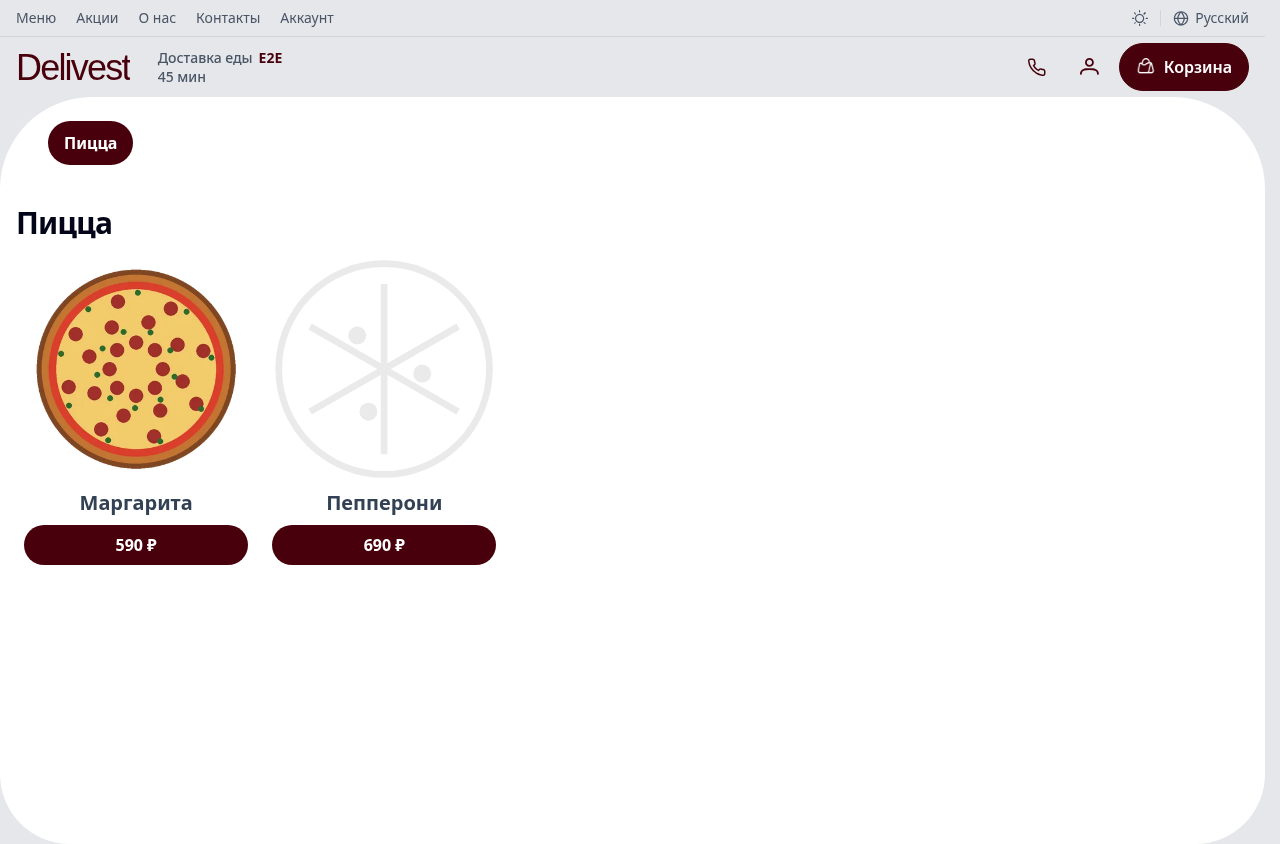 Меню Акции О нас Контакты Аккаунт Русский
Delivest
Доставка еды E2E
45 мин
Корзина
Пицца
Пицца
Маргарита Пепперони
590 ₽ 690 ₽